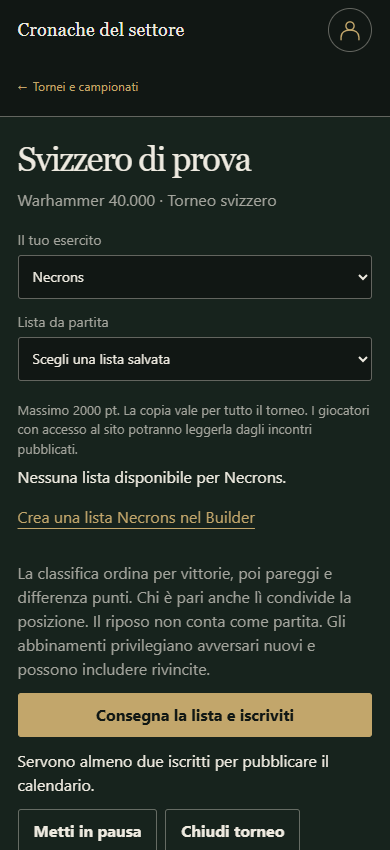 Cronache del settore
← Tornei e campionati
Svizzero di prova
Warhammer 40.000 · Torneo svizzero
Il tuo esercito
Necrons
Lista da partita
Scegli una lista salvata
Massimo 2000 pt. La copia vale per tutto il torneo. I giocatori
con accesso al sito potranno leggerla dagli incontri
pubblicati.
Nessuna lista disponibile per Necrons.
Crea una lista Necrons nel Builder
La classifica ordina per vittorie, poi pareggi e
differenza punti. Chi è pari anche lì condivide la
posizione. Il riposo non conta come partita. Gli
abbinamenti privilegiano avversari nuovi e
possono includere rivincite.
Consegna la lista e iscriviti
Servono almeno due iscritti per pubblicare il
calendario.
Metti in pausa
Chiudi torneo